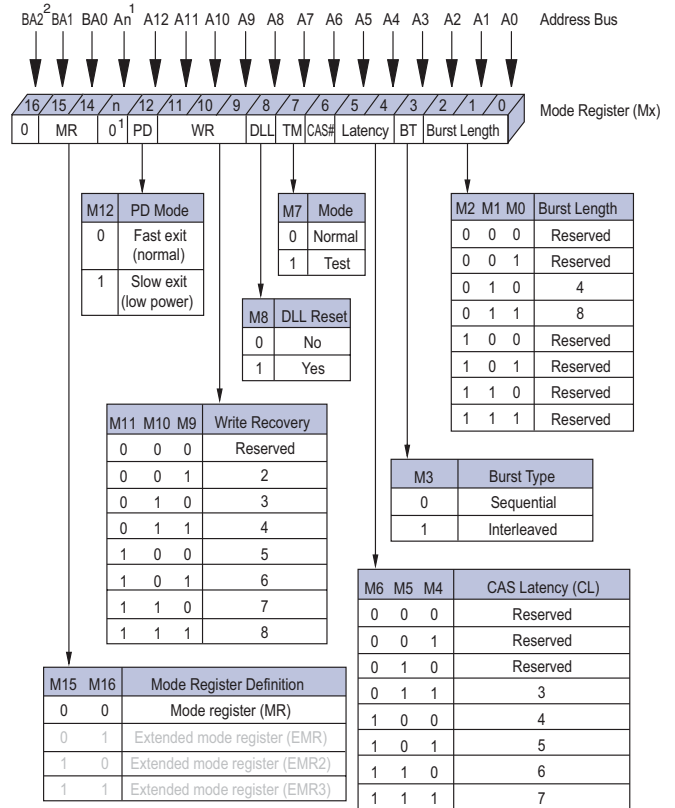 BA2² BA1 BA0 An¹ A12 A11 A10 A9 A8 A7 A6 A5 A4 A3 A2 A1 A0 Address Bus
16 15 14 n 12 11 10 9 8 7 6 5 4 3 2 1 0 Mode Register (Mx)
0 MR 0¹ PD WR DLL TM CAS# Latency BT Burst Length
M12 PD Mode
0 Fast exit
(normal)
1 Slow exit
(low power)
M7 Mode
0 Normal
1 Test
M2 M1 M0 Burst Length
0 0 0 Reserved
0 0 1 Reserved
0 1 0 4
0 1 1 8
1 0 0 Reserved
1 0 1 Reserved
1 1 0 Reserved
1 1 1 Reserved
M8 DLL Reset
0 No
1 Yes
M11 M10 M9 Write Recovery
0 0 0 Reserved
0 0 1 2
0 1 0 3
0 1 1 4
1 0 0 5
1 0 1 6
1 1 0 7
1 1 1 8
M3 Burst Type
0 Sequential
1 Interleaved
M6 M5 M4 CAS Latency (CL)
0 0 0 Reserved
0 0 1 Reserved
0 1 0 Reserved
0 1 1 3
1 0 0 4
1 0 1 5
1 1 0 6
1 1 1 7
M15 M16 Mode Register Definition
0 0 Mode register (MR)
0 1 Extended mode register (EMR)
1 0 Extended mode register (EMR2)
1 1 Extended mode register (EMR3)